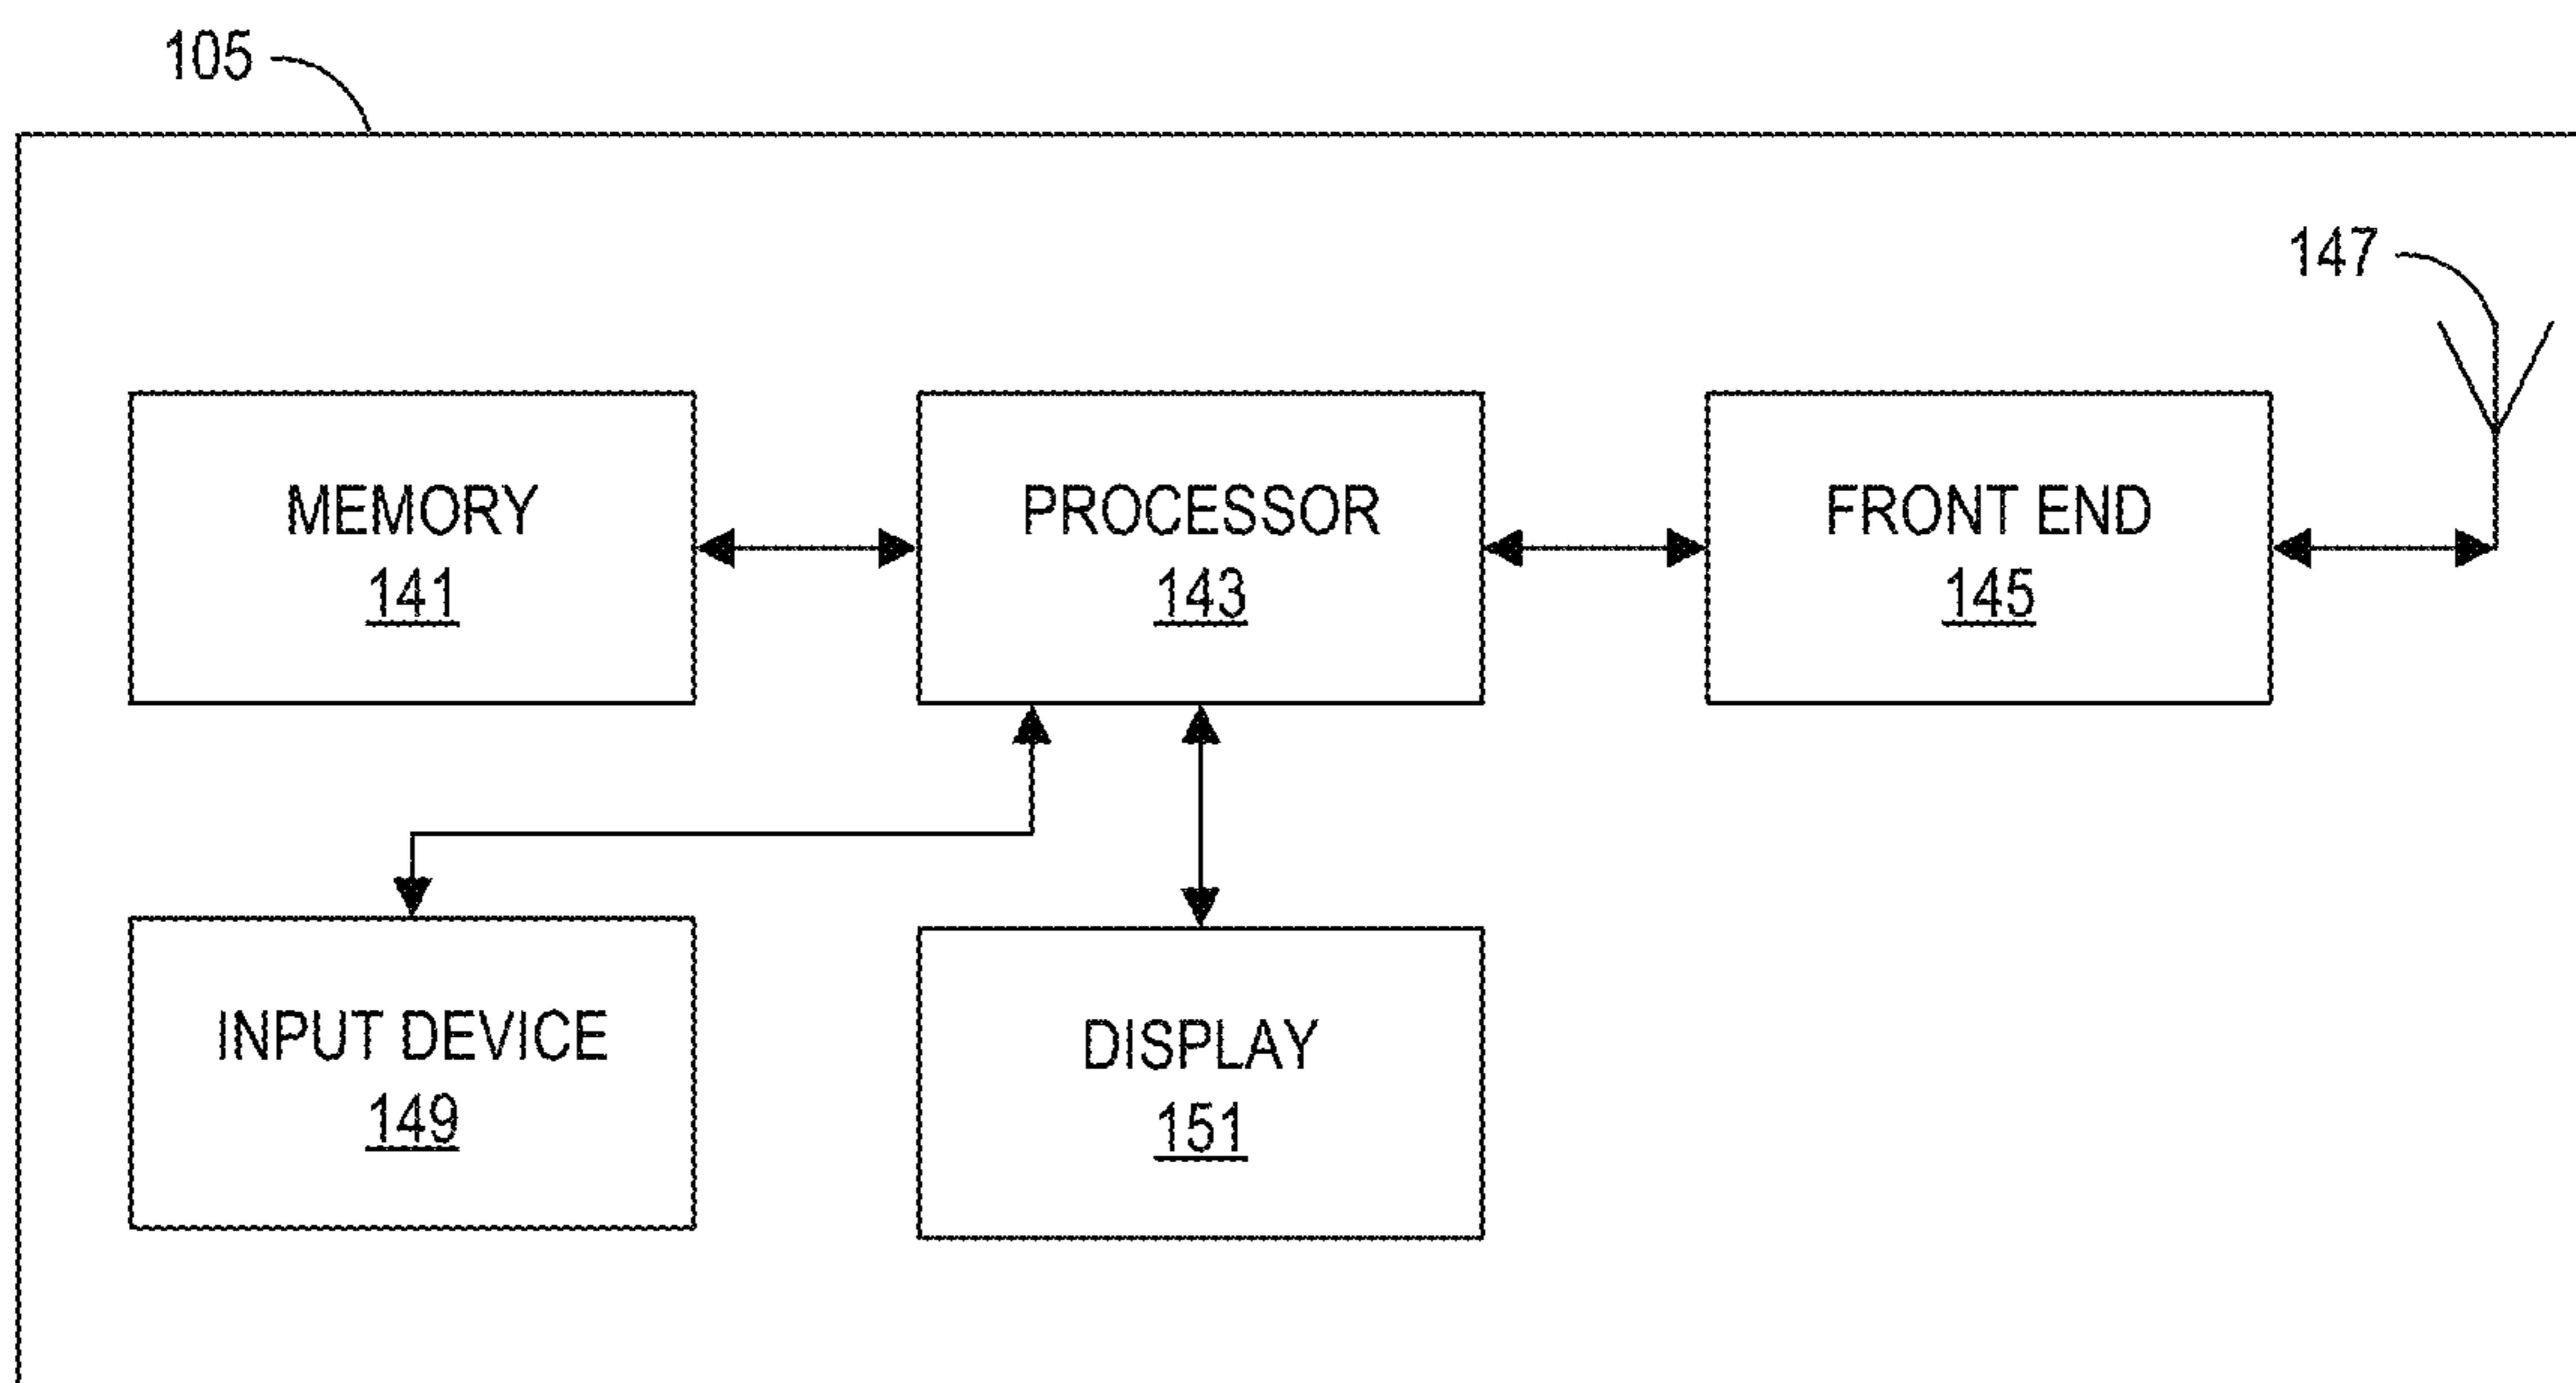 105
147
MEMORY
141
PROCESSOR
143
FRONT END
145
INPUT DEVICE
149
DISPLAY
151